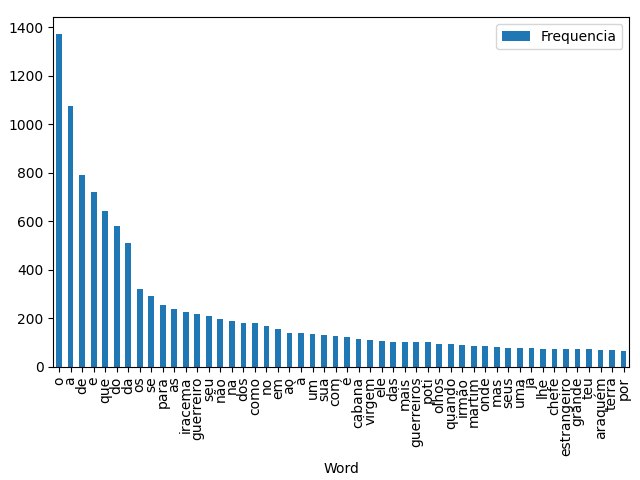 1400
1200
1000
800
600
400
200
0
Frequencia
o
a
de
e
que
do
da
os
se
para
as
iracema
guerreiro
seu
não
na
dos
como
no
em
ao
à
um
sua
com
é
cabana
virgem
ele
das
mais
guerreiros
poti
olhos
quando
irmão
martim
onde
mas
seus
uma
já
lhe
chefe
estrangeiro
grande
teu
araquém
terra
por
Word